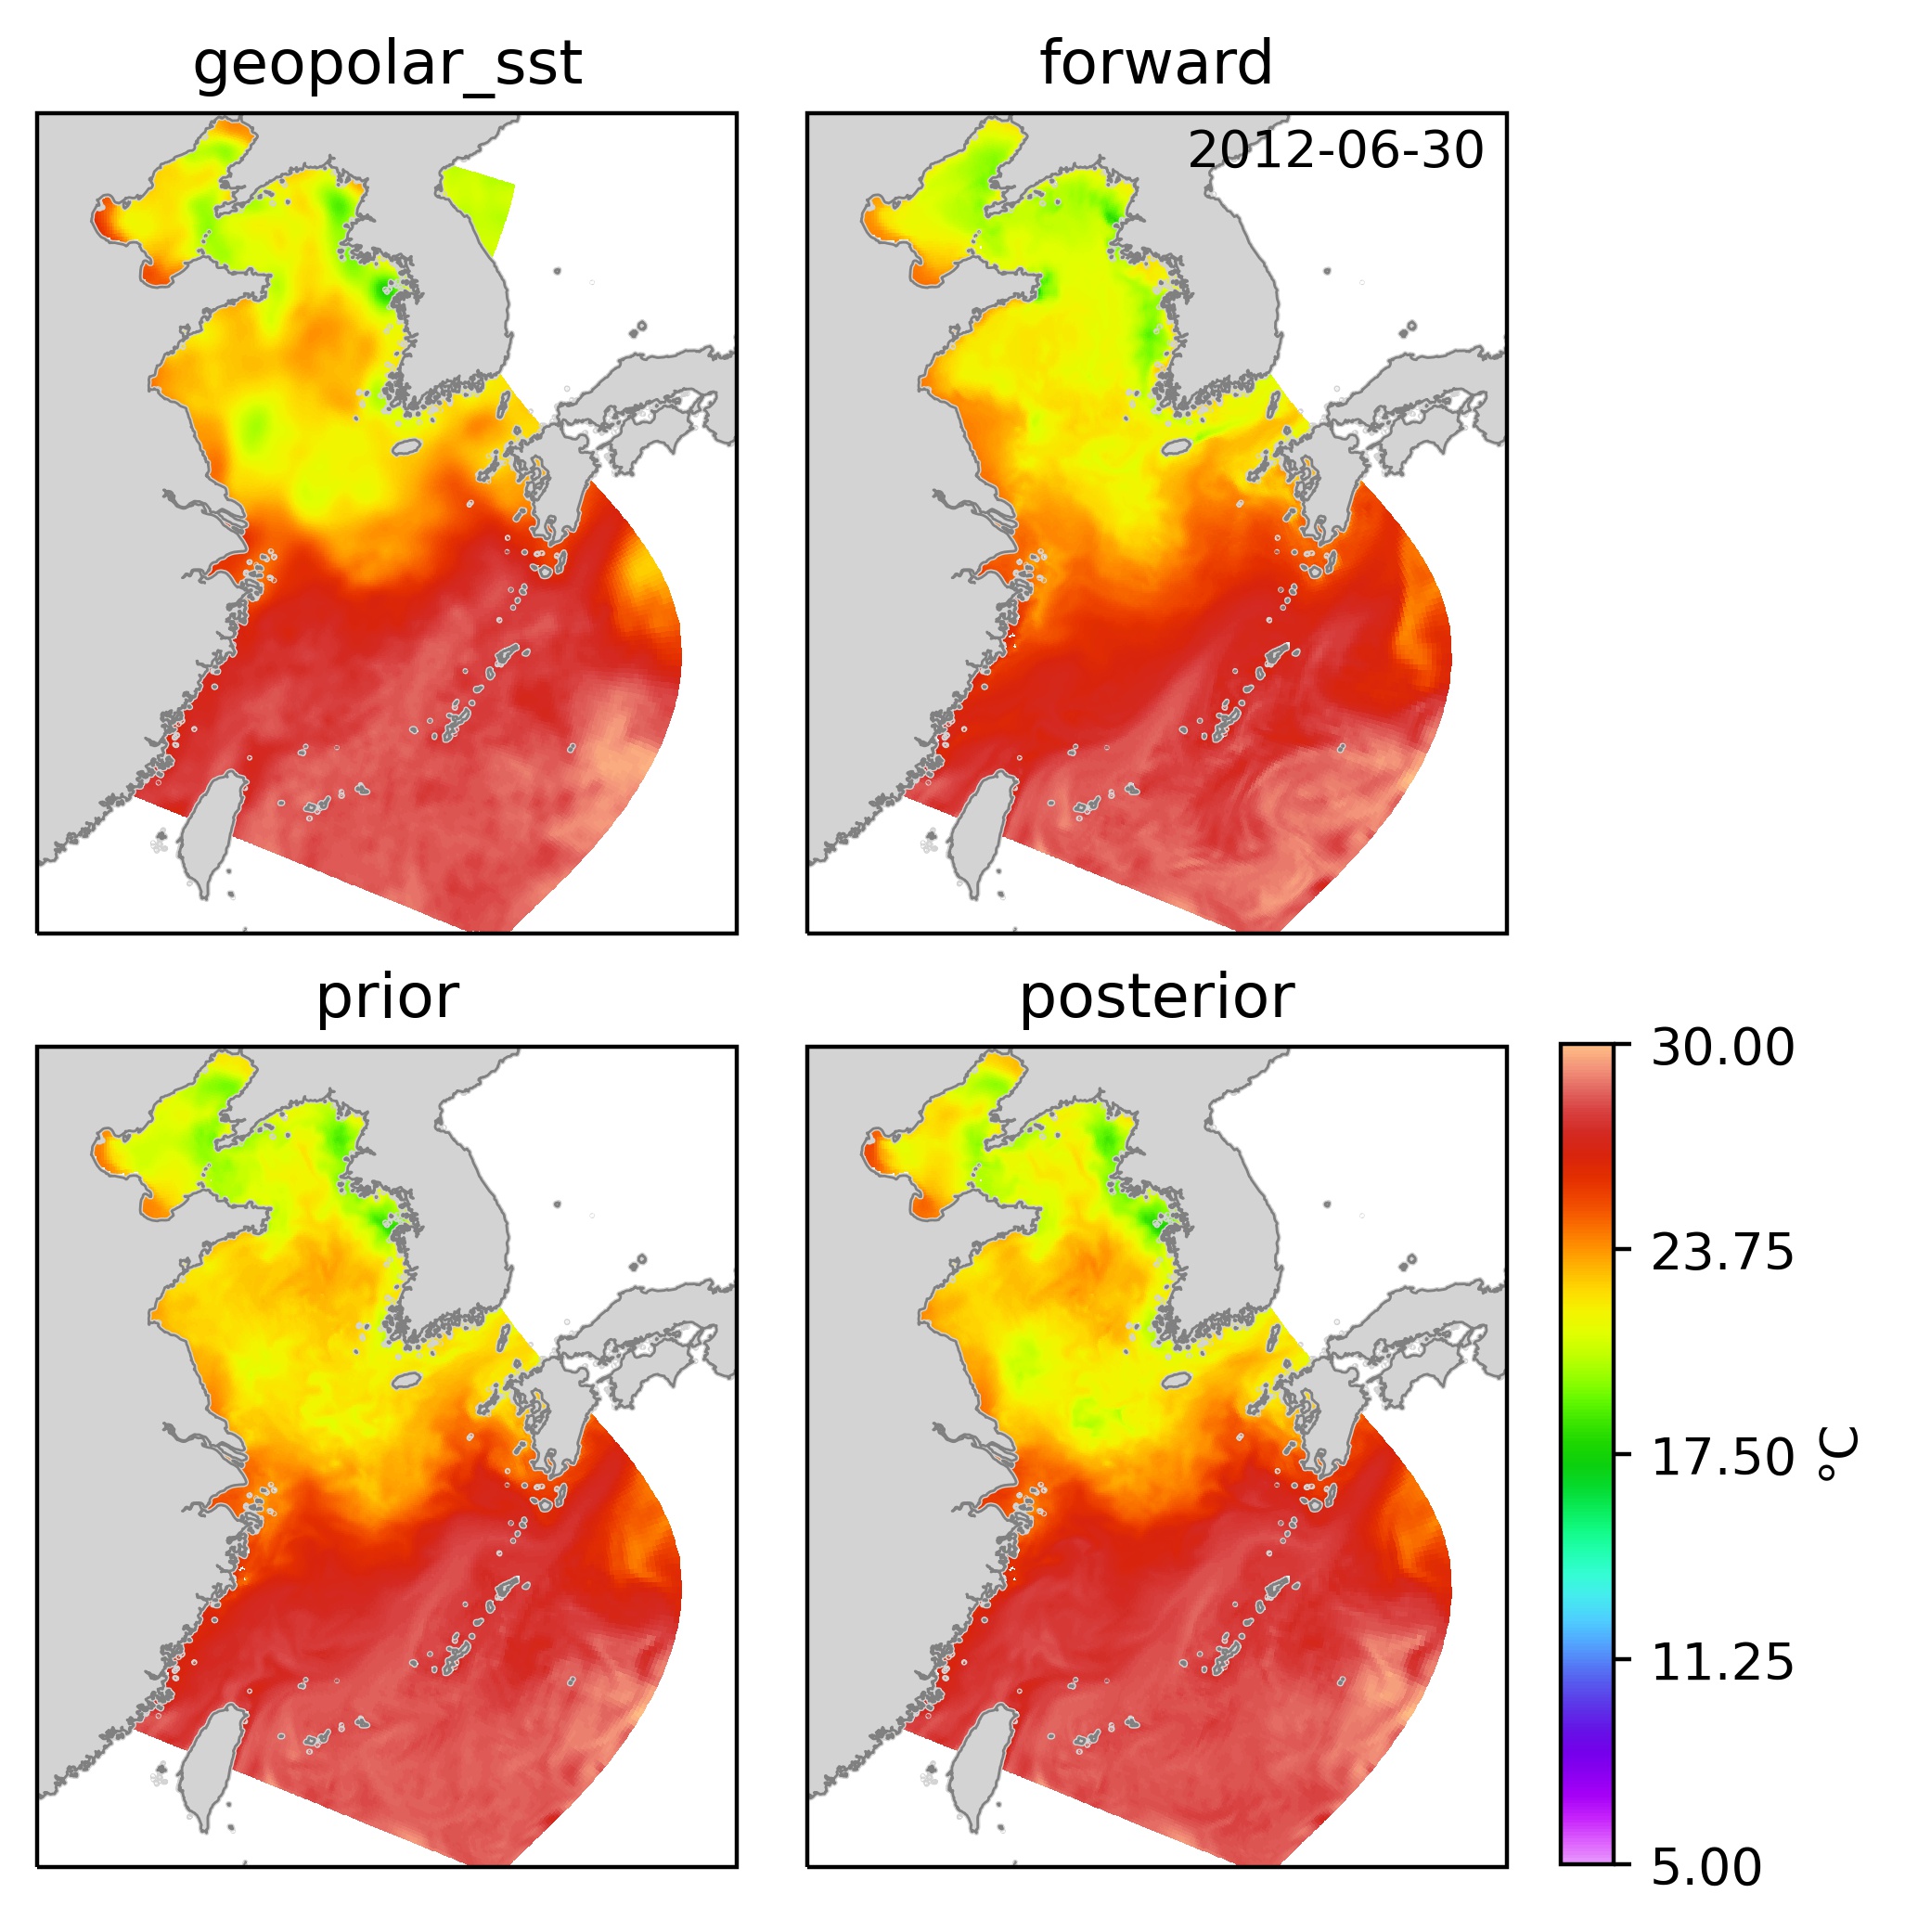 geopolar_sst
forward
2012-06-30
prior
posterior
30.00
23.75
17.50
11.25
5.00
°C